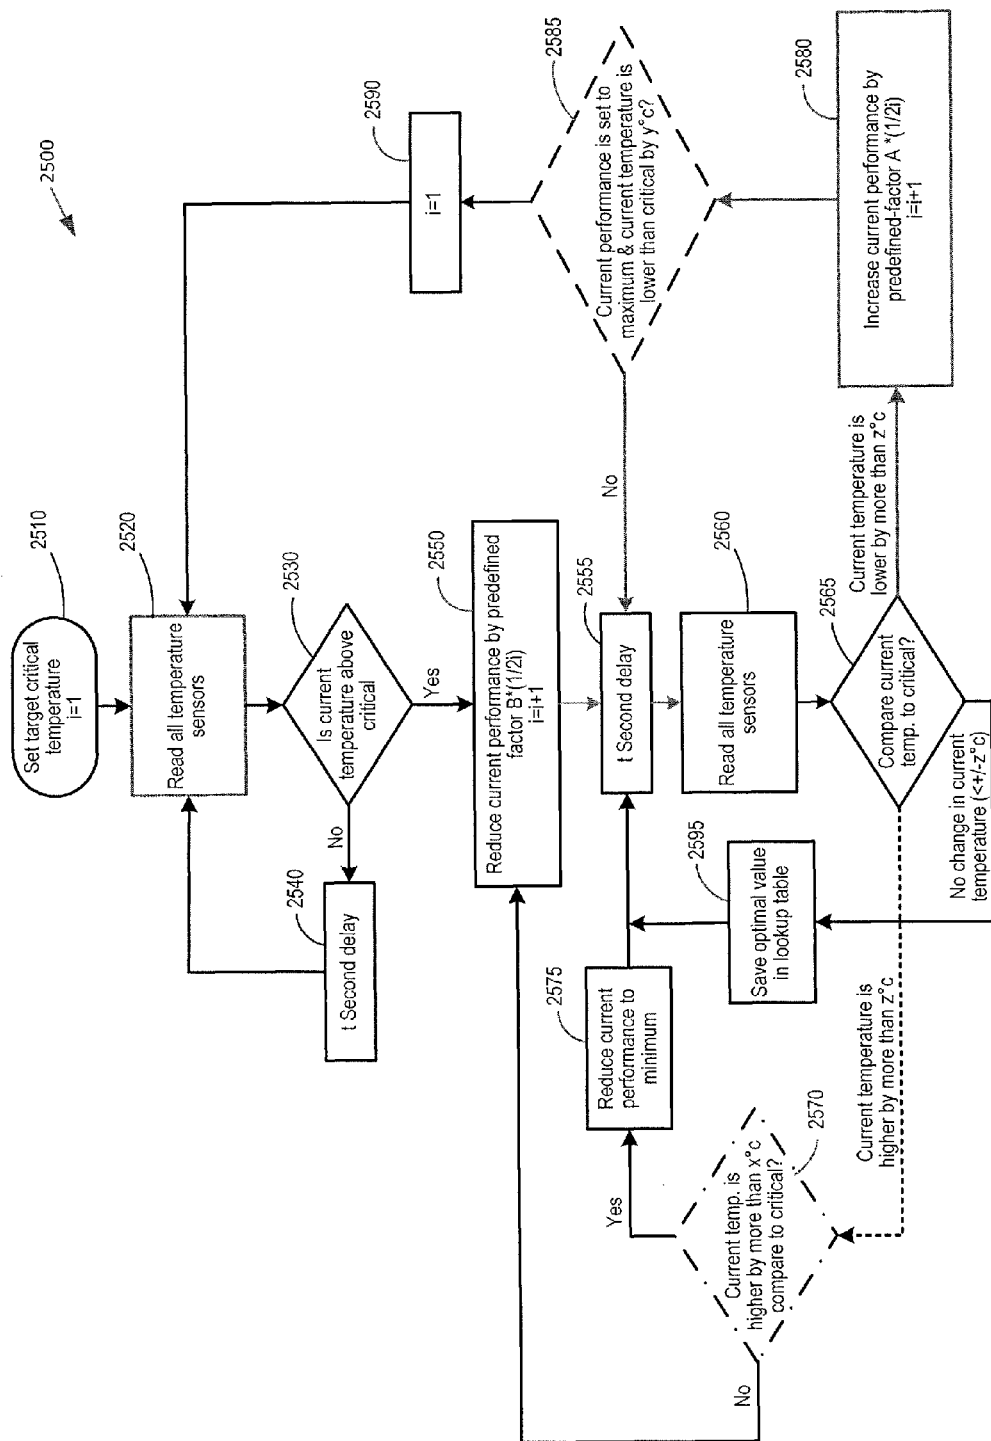 2500
2510
Set target critical
temperature
i=1
2520
Read all temperature
sensors
2530
Is current
temperature above
critical
No
2540
t Second delay
Yes
2550
Reduce current performance by predefined
factor B*(1/2i)
i=i+1
2555
t Second delay
2560
Read all temperature
sensors
2565
Compare current
temp. to critical?
Current temperature is
lower by more than z°c
2580
Increase current performance by
predefined-factor A *(1/2i)
i=i+1
2585
Current performance is set to
maximum & current temperature is
lower than critical by y°c?
No
2590
i=1
No change in current
temperature (<+/-z°c)
2595
Save optimal value
in lookup table
Current temperature is
higher by more than z°c
2570
Current temp. is
higher by more than x°c
compare to critical?
Yes
2575
Reduce current
performance to
minimum
No